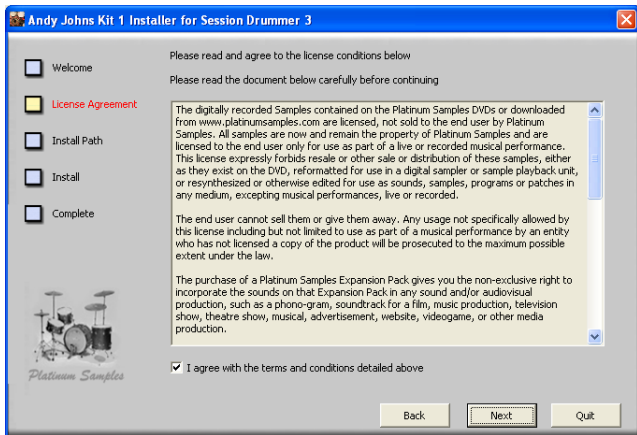 Andy Johns Kit 1 Installer for Session Drummer 3
Welcome
License Agreement
Install Path
Install
Complete
Platinum Samples
Please read and agree to the license conditions below
Please read the document below carefully before continuing
The digitally recorded Samples contained on the Platinum Samples DVDs or downloaded
from www.platinumsamples.com are licensed, not sold to the end user by Platinum
Samples. All samples are now and remain the property of Platinum Samples and are
licensed to the end user only for use as part of a live or recorded musical performance.
This license expressly forbids resale or other sale or distribution of these samples, either
as they exist on the DVD, reformatted for use in a digital sampler or sample playback unit,
or resynthesized or otherwise edited for use as sounds, samples, programs or patches in
any medium, excepting musical performances, live or recorded.
The end user cannot sell them or give them away. Any usage not specifically allowed by
this license including but not limited to use as part of a musical performance by an entity
who has not licensed a copy of the product will be prosecuted to the maximum possible
extent under the law.
The purchase of a Platinum Samples Expansion Pack gives you the non-exclusive right to
incorporate the sounds on that Expansion Pack in any sound and/or audiovisual
production, such as a phono-gram, soundtrack for a film, music production, television
show, theatre show, musical, advertisement, website, videogame, or other media
production.
I agree with the terms and conditions detailed above
Back
Next
Quit